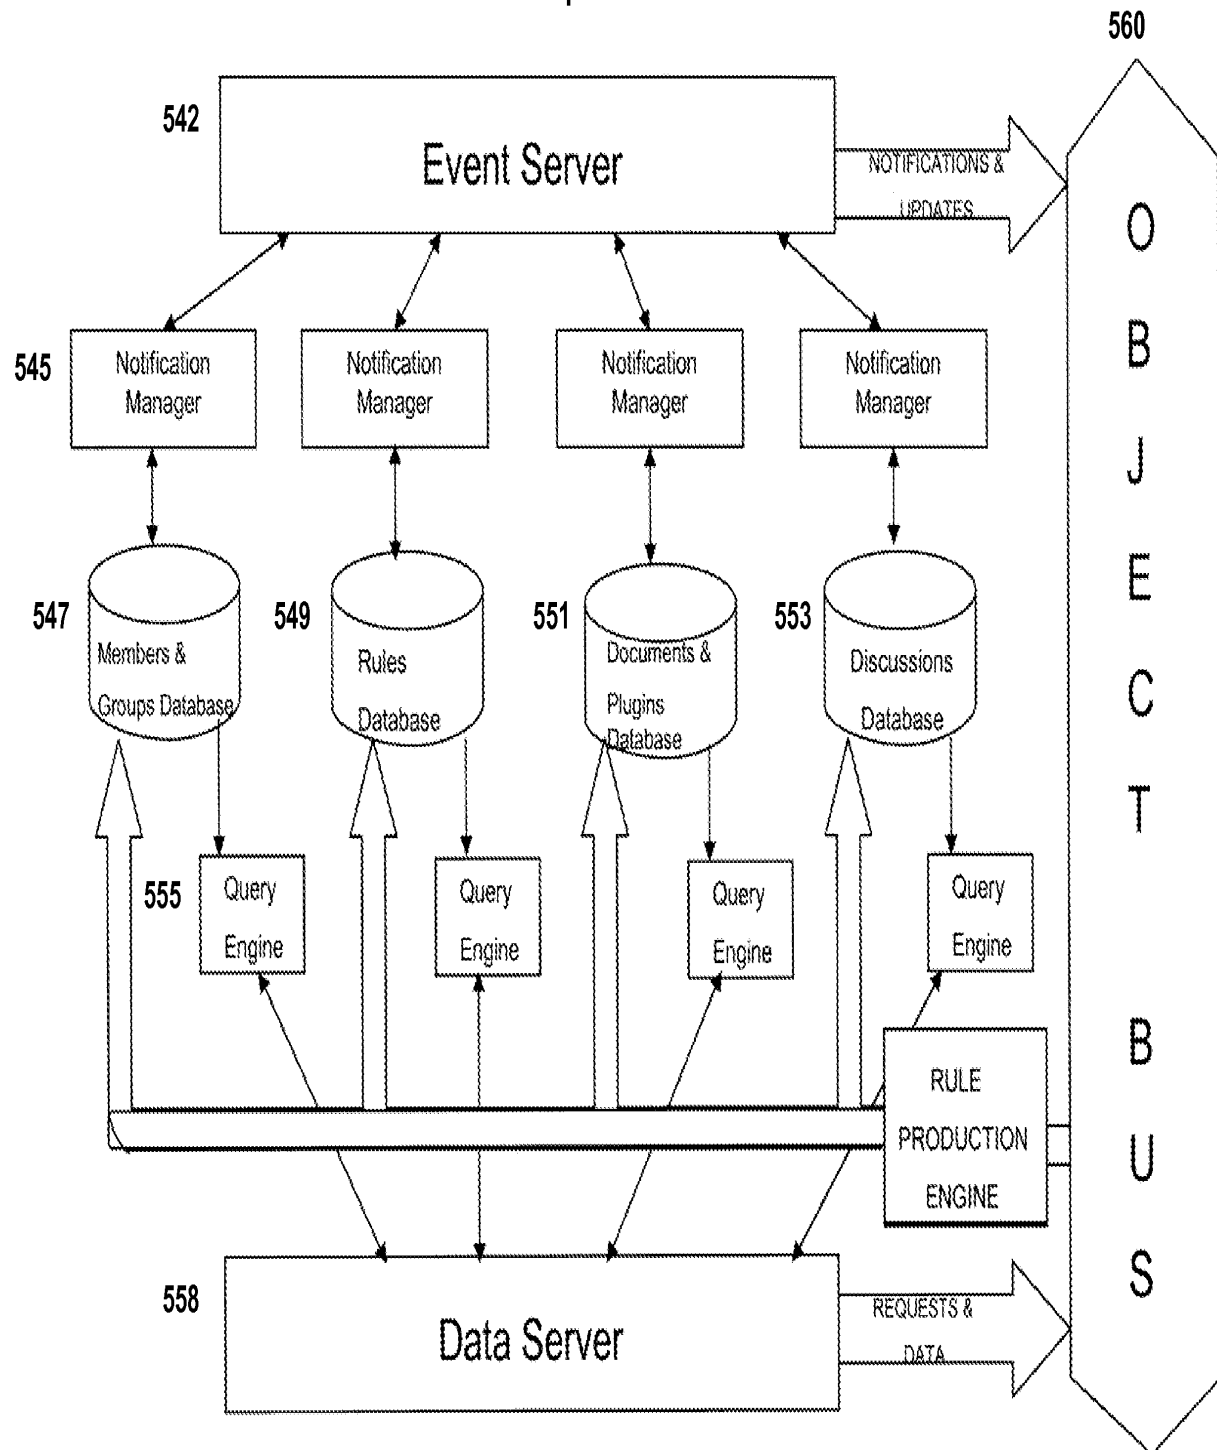 560
542
Event Server
NOTIFICATIONS &
UPDATES
545
Notification
Manager
Notification
Manager
Notification
Manager
Notification
Manager
547
Members &
Groups Database
549
Rules
Database
551
Documents &
Plugins
Database
553
Discussions
Database
555
Query
Engine
Query
Engine
Query
Engine
Query
Engine
RULE
PRODUCTION
ENGINE
558
Data Server
REQUESTS &
DATA
O
B
J
E
C
T
B
U
S